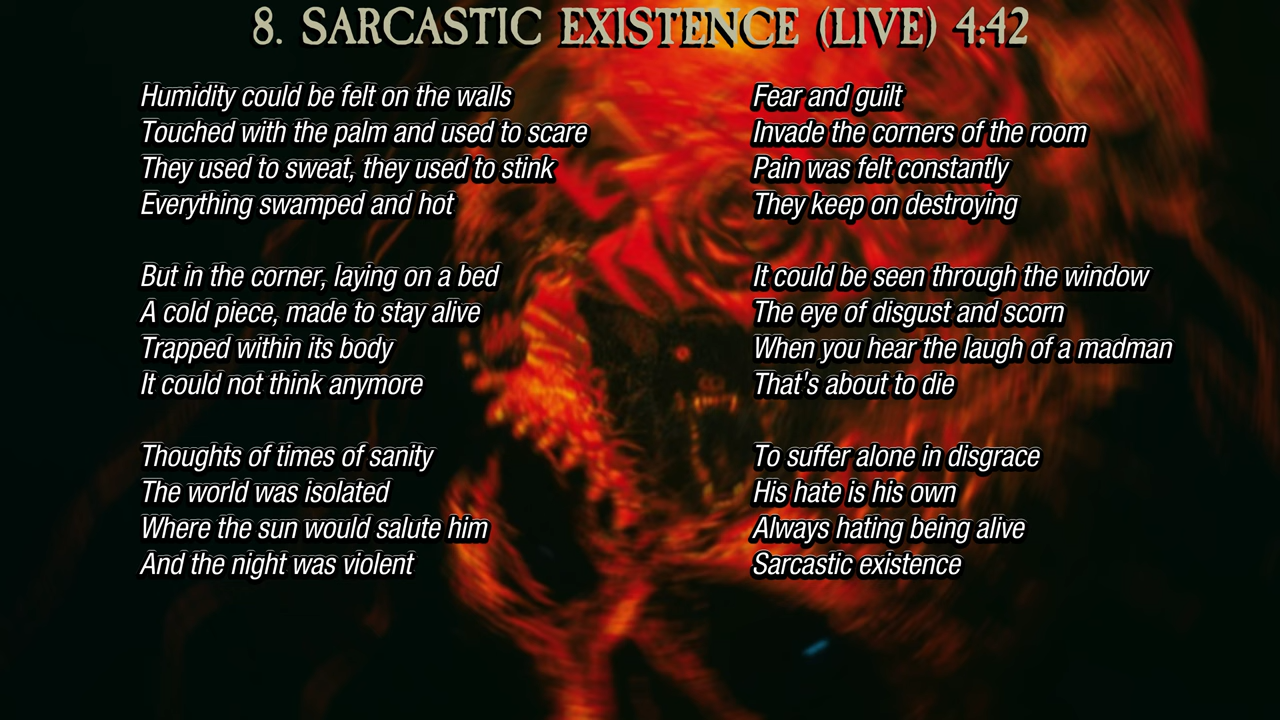 8. SARCASTIC EXISTENCE (LIVE) 4:42
Humidity could be felt on the walls
Touched with the palm and used to scare
They used to sweat, they used to stink
Everything swamped and hot
But in the corner, laying on a bed
A cold piece, made to stay alive
Trapped within its body
It could not think anymore
Thoughts of times of sanity
The world was isolated
Where the sun would salute him
And the night was violent
Fear and guilt
Invade the corners of the room
Pain was felt constantly
They keep on destroying
It could be seen through the window
The eye of disgust and scorn
When you hear the laugh of a madman
That's about to die
To suffer alone in disgrace
His hate is his own
Always hating being alive
Sarcastic existence